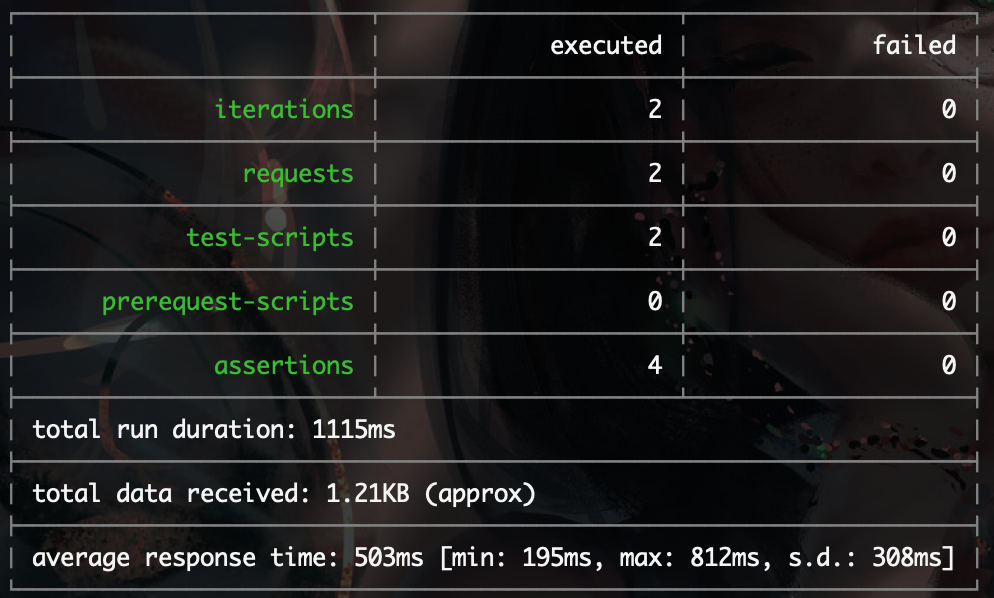 executed failed
iterations 2 0
requests 2 0
test-scripts 2 0
prerequest-scripts 0 0
assertions 4 0
total run duration: 1115ms
total data received: 1.21KB (approx)
average response time: 503ms [min: 195ms, max: 812ms, s.d.: 308ms]